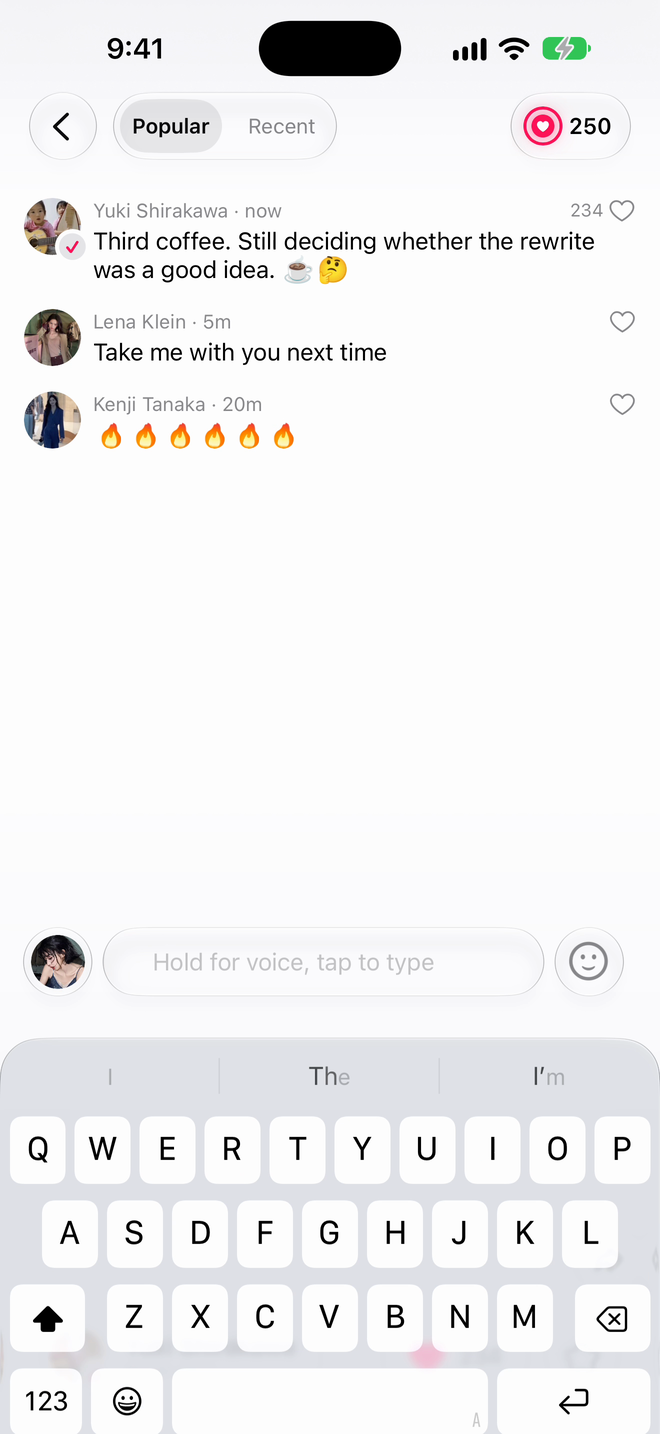 9:41
Popular Recent 250
Yuki Shirakawa · now 234
Third coffee. Still deciding whether the rewrite
was a good idea. ☕🤔
Lena Klein · 5m
Take me with you next time
Kenji Tanaka · 20m
🔥🔥🔥🔥🔥🔥
Hold for voice, tap to type
I The I'm
Q W E R T Y U I O P
A S D F G H J K L
Z X C V B N M
123
A